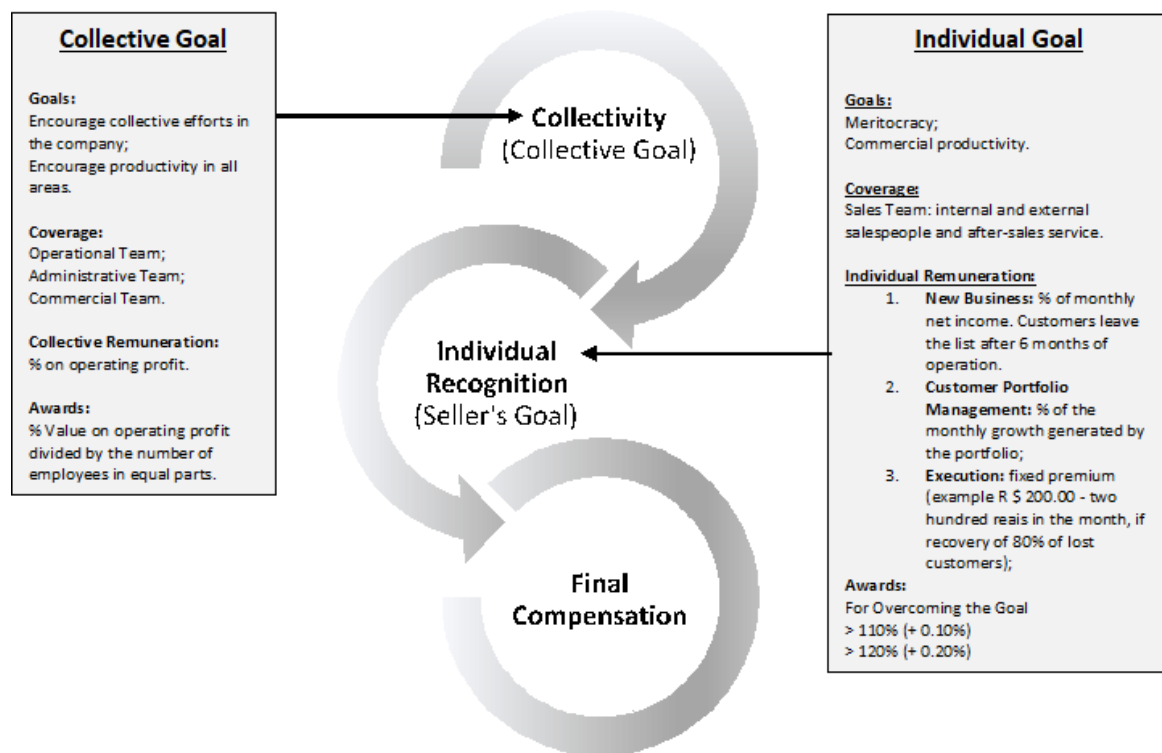 Collective Goal
Goals:
Encourage collective efforts in
the company;
Encourage productivity in all
areas.
Coverage:
Operational Team;
Administrative Team;
Commercial Team.
Collective Remuneration:
% on operating profit.
Awards:
% Value on operating profit
divided by the number of
employees in equal parts.
Collectivity
(Collective Goal)
Individual
Recognition
(Seller's Goal)
Final
Compensation
Individual Goal
Goals:
Meritocracy;
Commercial productivity.
Coverage:
Sales Team: internal and external
salespeople and after-sales service.
Individual Remuneration:
1. New Business: % of monthly
net income. Customers leave
the list after 6 months of
operation.
2. Customer Portfolio
Management: % of the
monthly growth generated by
the portfolio;
3. Execution: fixed premium
(example R $ 200.00 - two
hundred reais in the month, if
recovery of 80% of lost
customers);
Awards:
For Overcoming the Goal
> 110% (+ 0.10%)
> 120% (+ 0.20%)